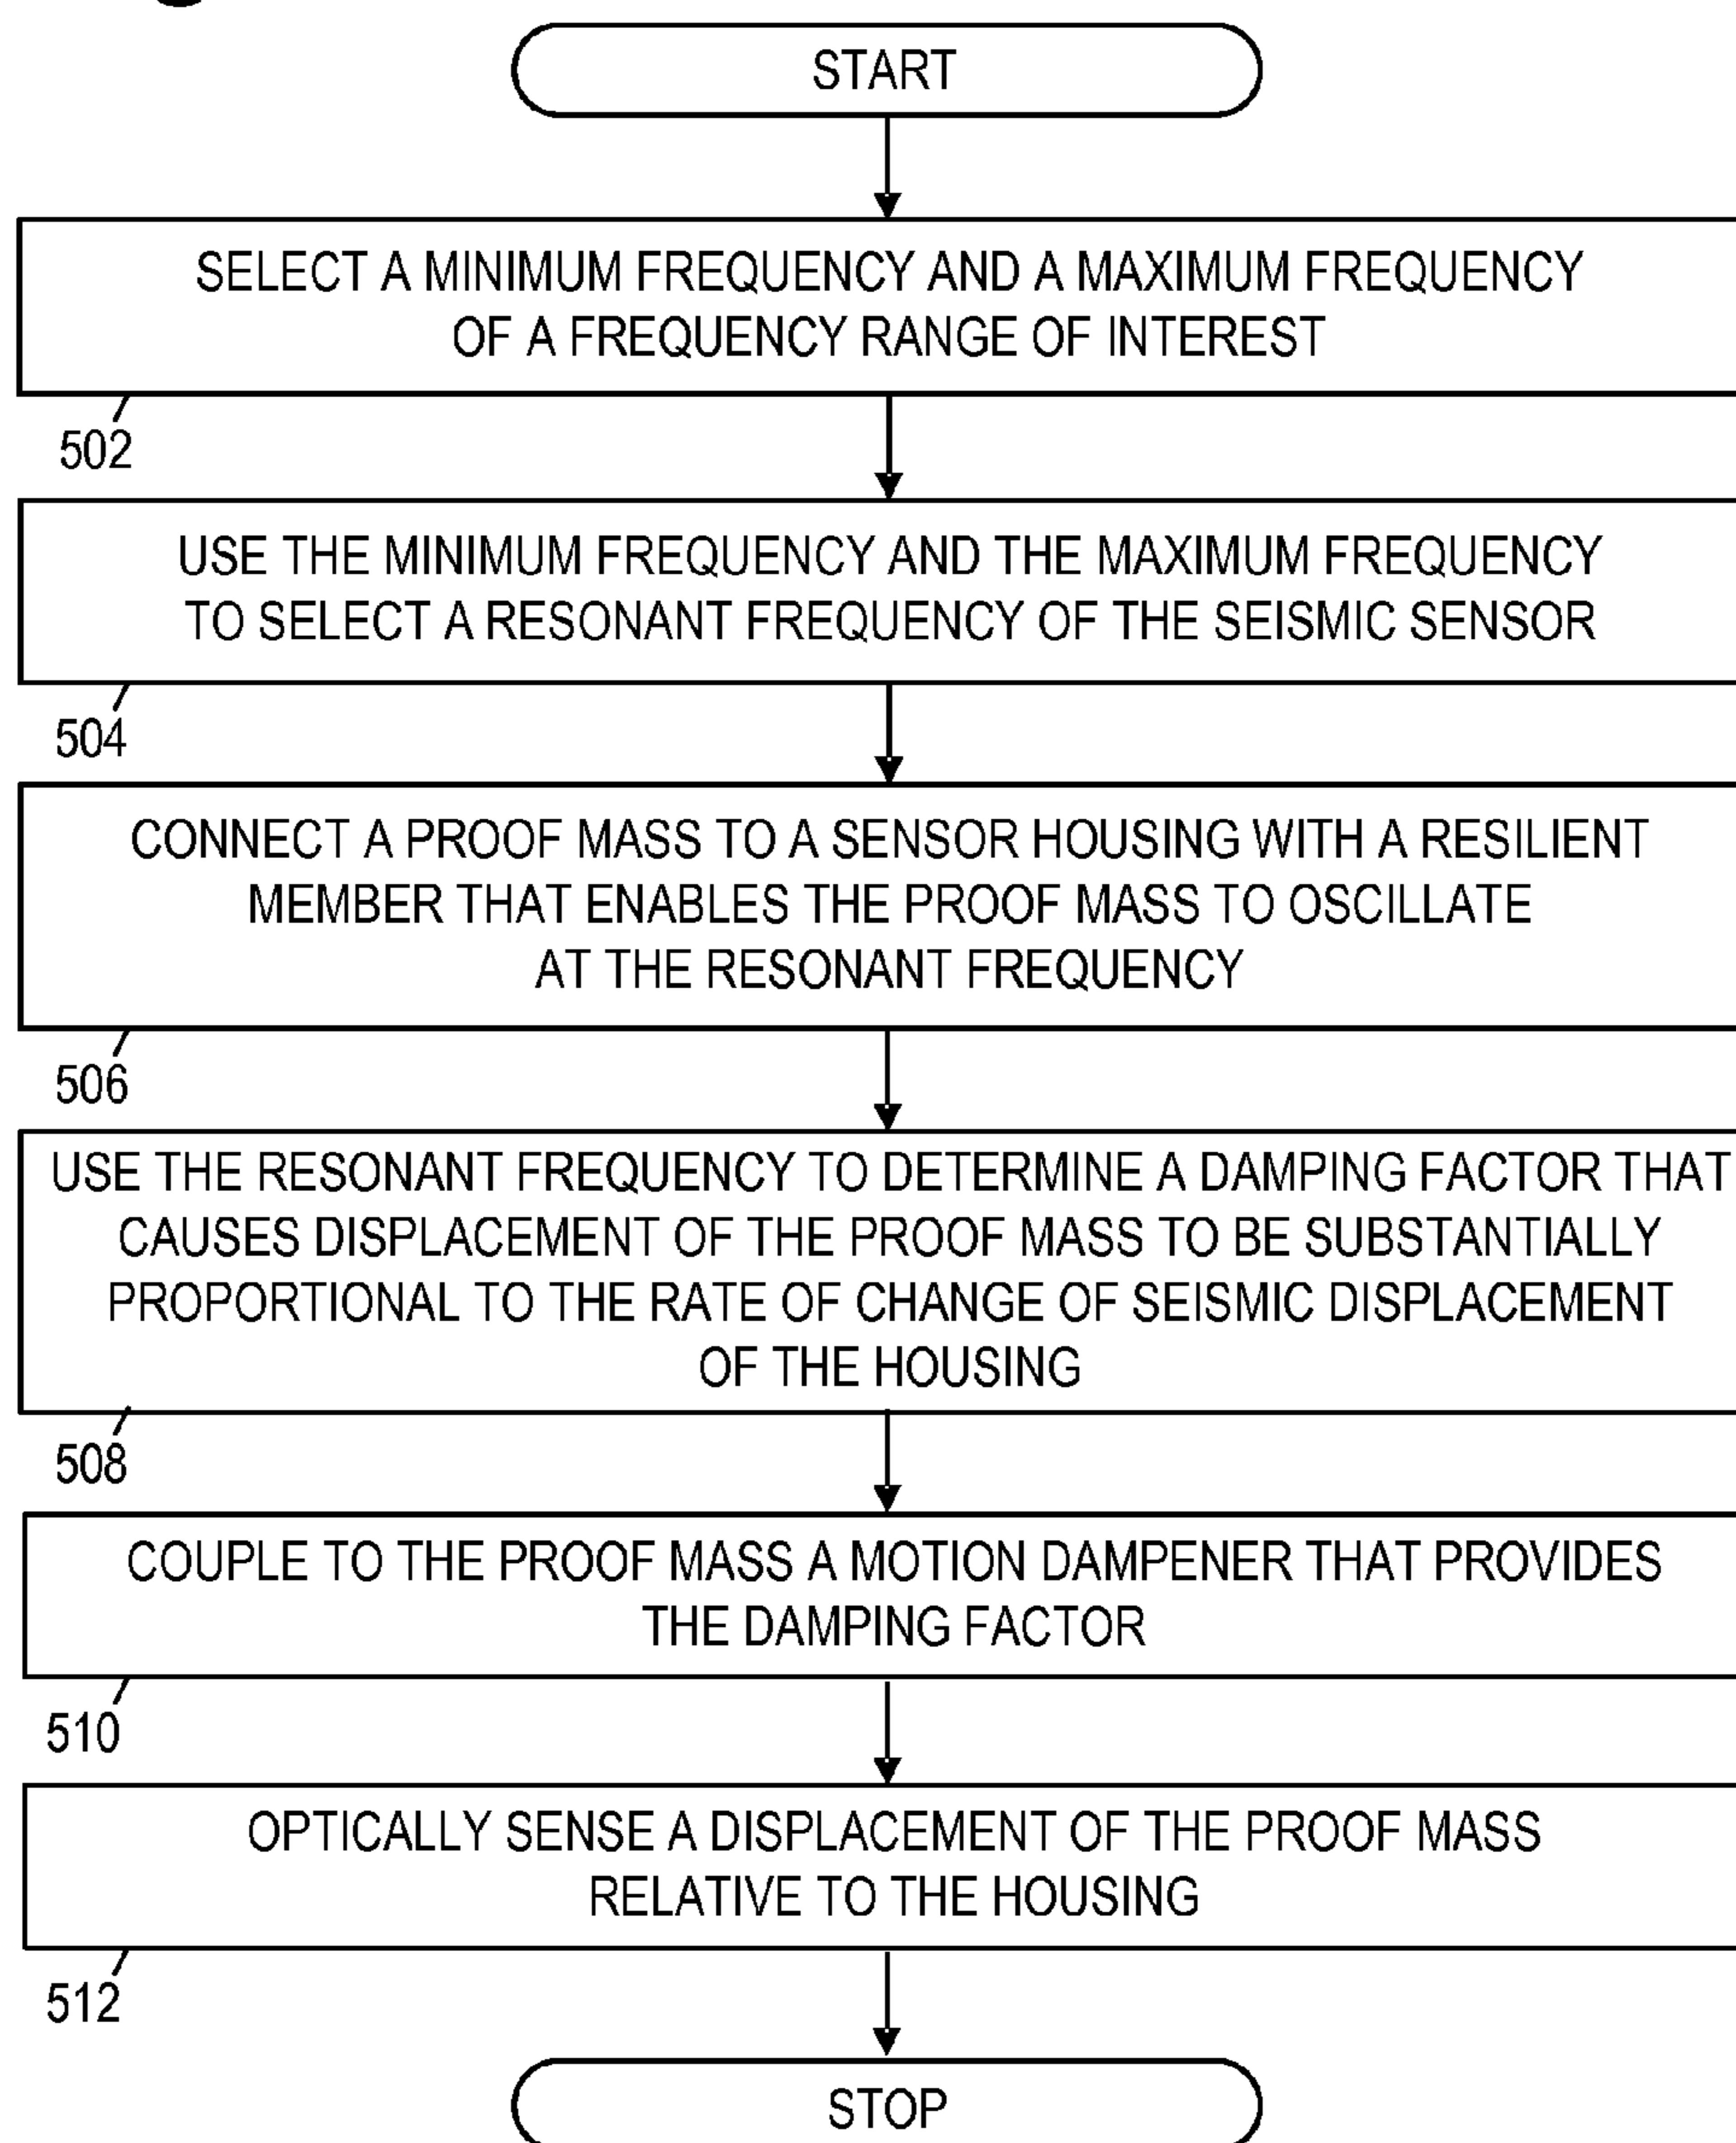 START
SELECT A MINIMUM FREQUENCY AND A MAXIMUM FREQUENCY
OF A FREQUENCY RANGE OF INTEREST
502
USE THE MINIMUM FREQUENCY AND THE MAXIMUM FREQUENCY
TO SELECT A RESONANT FREQUENCY OF THE SEISMIC SENSOR
504
CONNECT A PROOF MASS TO A SENSOR HOUSING WITH A RESILIENT
MEMBER THAT ENABLES THE PROOF MASS TO OSCILLATE
AT THE RESONANT FREQUENCY
506
USE THE RESONANT FREQUENCY TO DETERMINE A DAMPING FACTOR THAT
CAUSES DISPLACEMENT OF THE PROOF MASS TO BE SUBSTANTIALLY
PROPORTIONAL TO THE RATE OF CHANGE OF SEISMIC DISPLACEMENT
OF THE HOUSING
508
COUPLE TO THE PROOF MASS A MOTION DAMPENER THAT PROVIDES
THE DAMPING FACTOR
510
OPTICALLY SENSE A DISPLACEMENT OF THE PROOF MASS
RELATIVE TO THE HOUSING
512
STOP